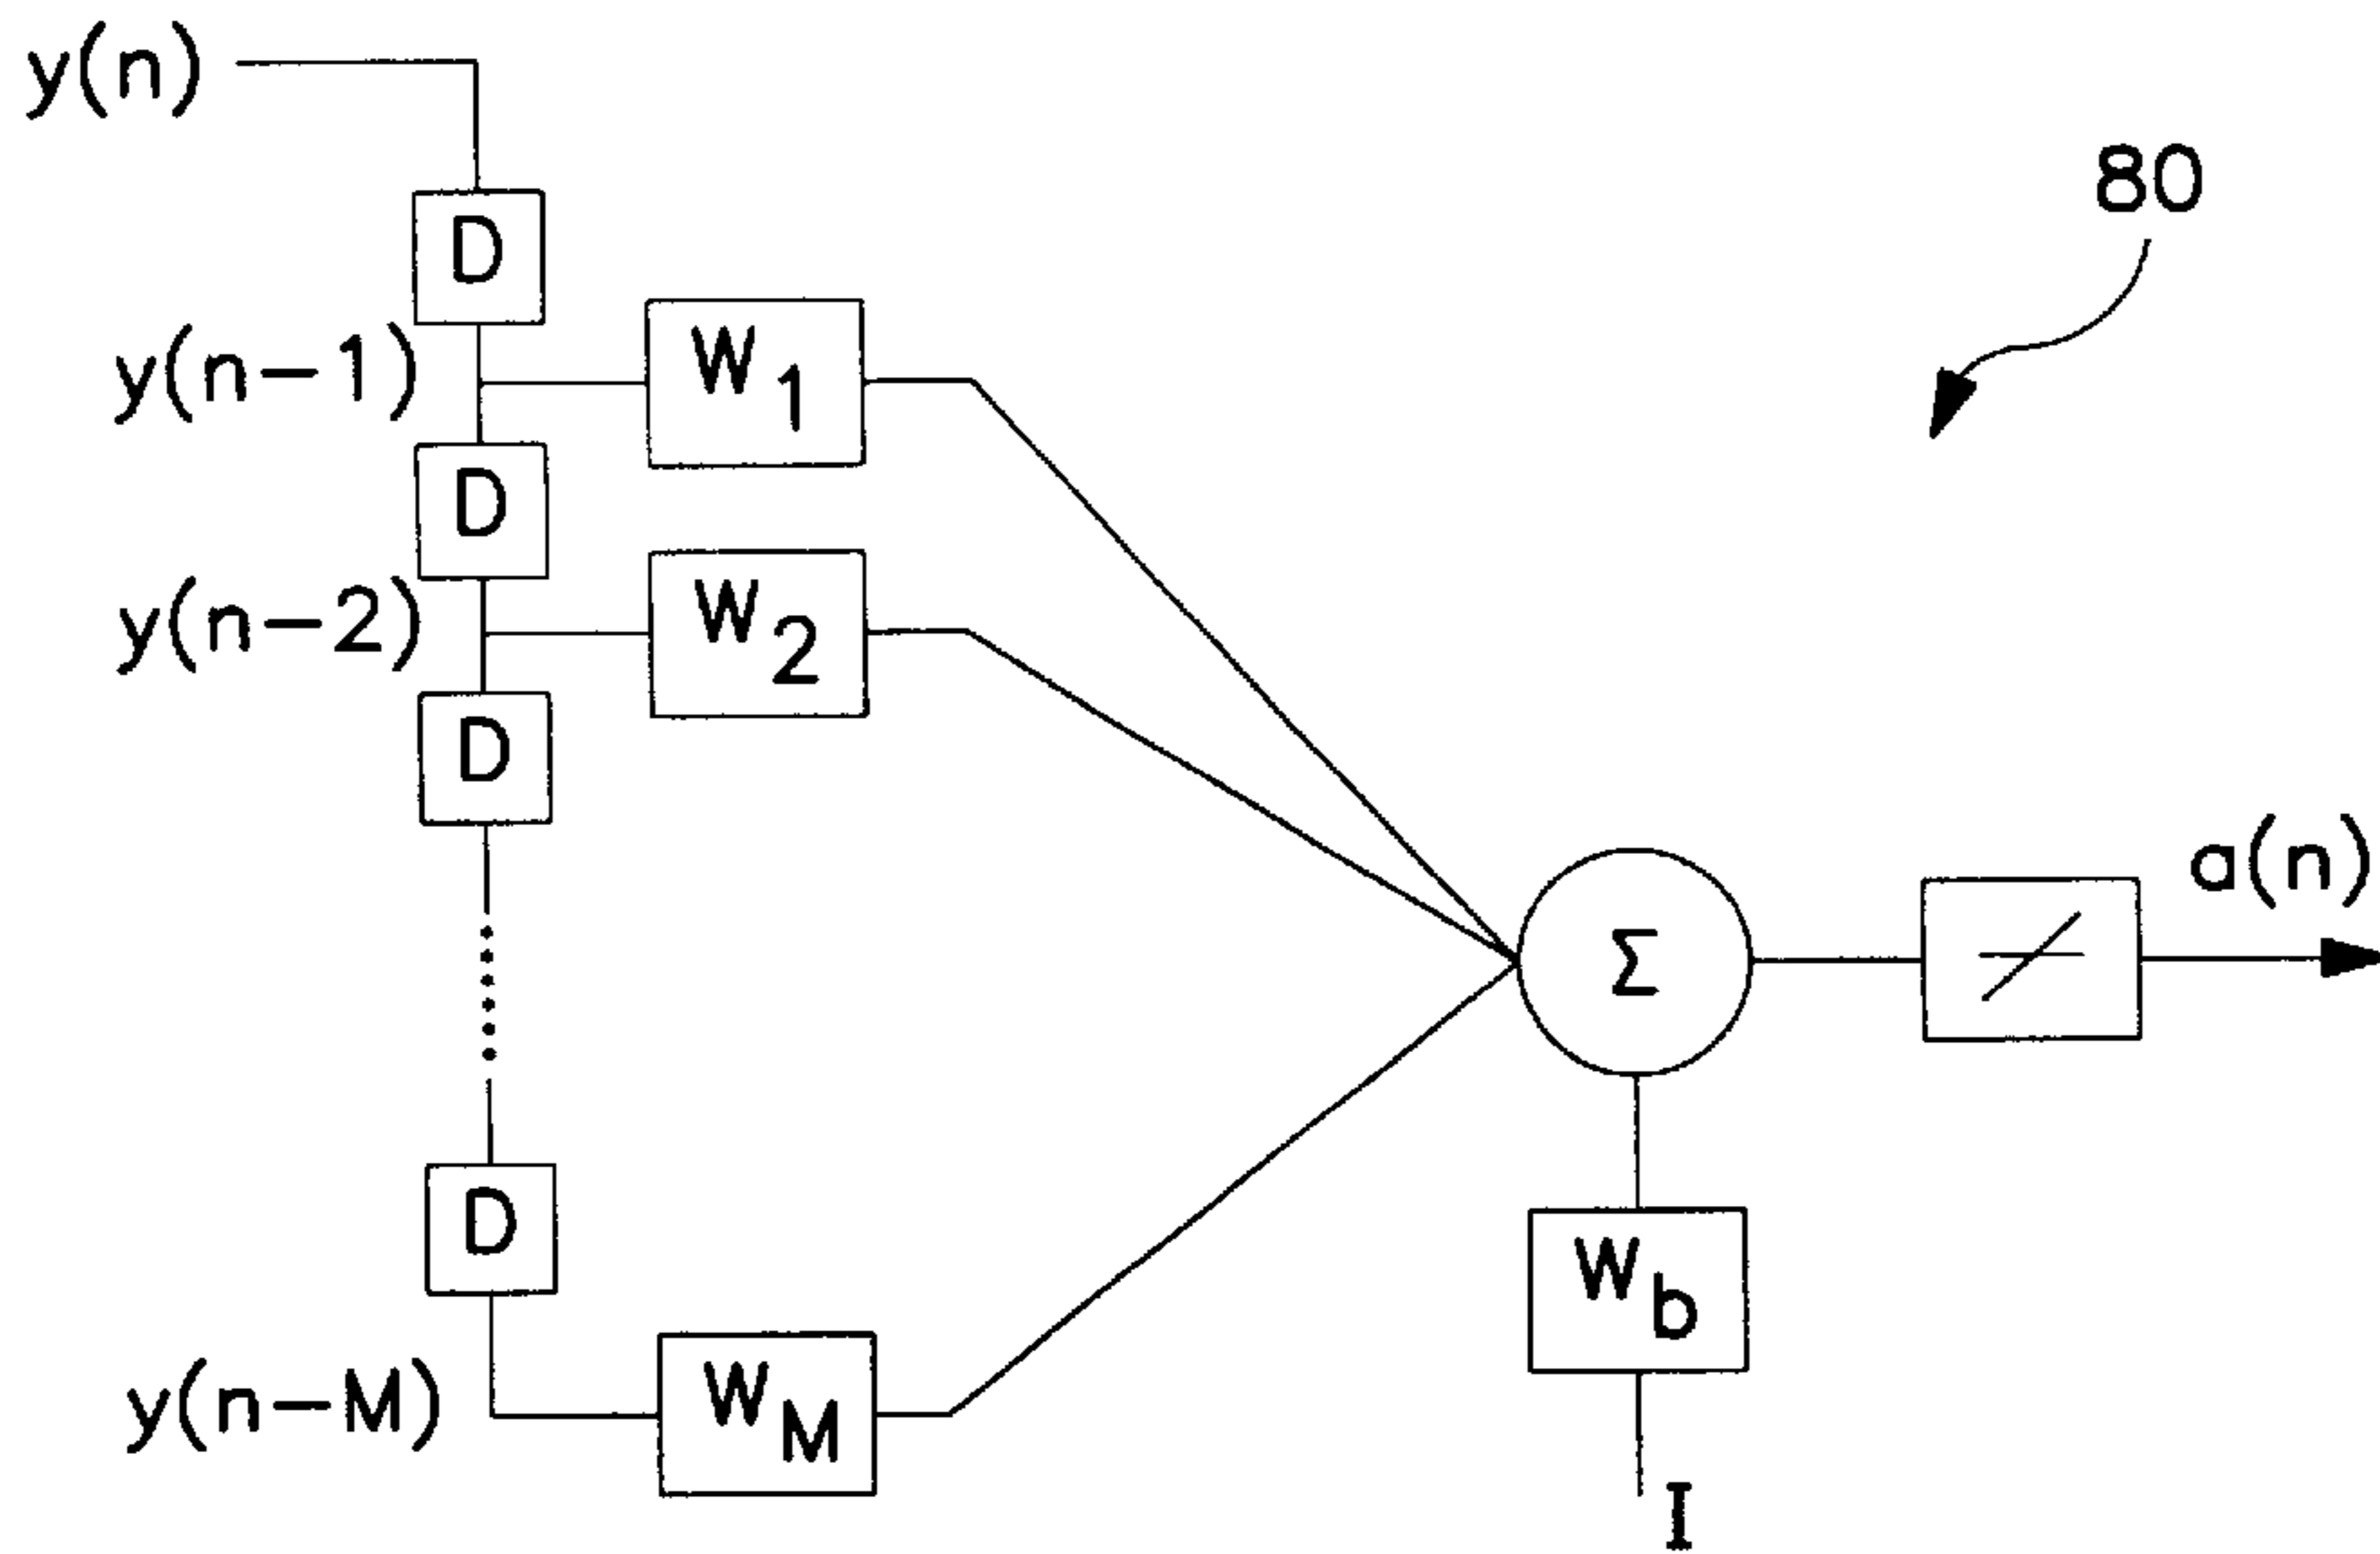 y(n)
80
D
y(n-1)
W1
D
y(n-2)
W2
D
a(n)
Σ
D
Wb
y(n-M)
WM
I